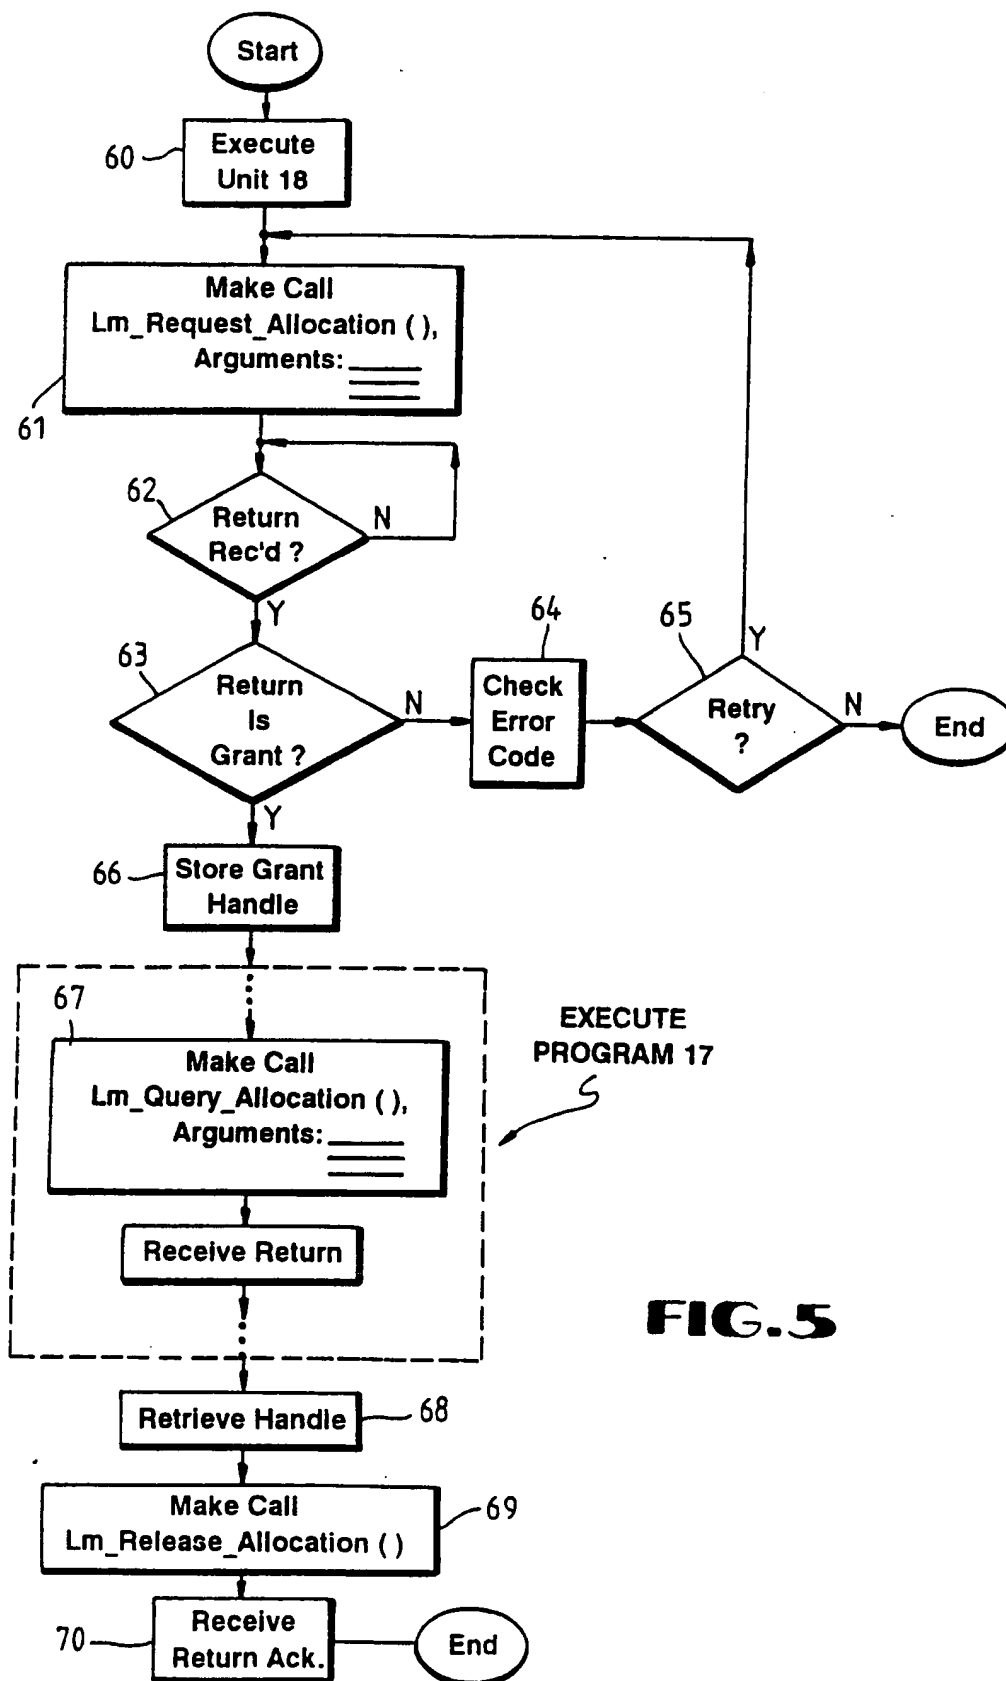 Start
60
Execute
Unit 18
Make Call
Lm_Request_Allocation ( ),
Arguments:
61
62
Return
Rec'd ?
N
Y
63
Return
Is
Grant ?
N
Y
64
Check
Error
Code
65
Retry
?
Y
N
End
66
Store Grant
Handle
67
Make Call
Lm_Query_Allocation ( ),
Arguments:
Receive Return
EXECUTE
PROGRAM 17
FIG.5
Retrieve Handle
68
Make Call
Lm_Release_Allocation ( )
69
70
Receive
Return Ack.
End